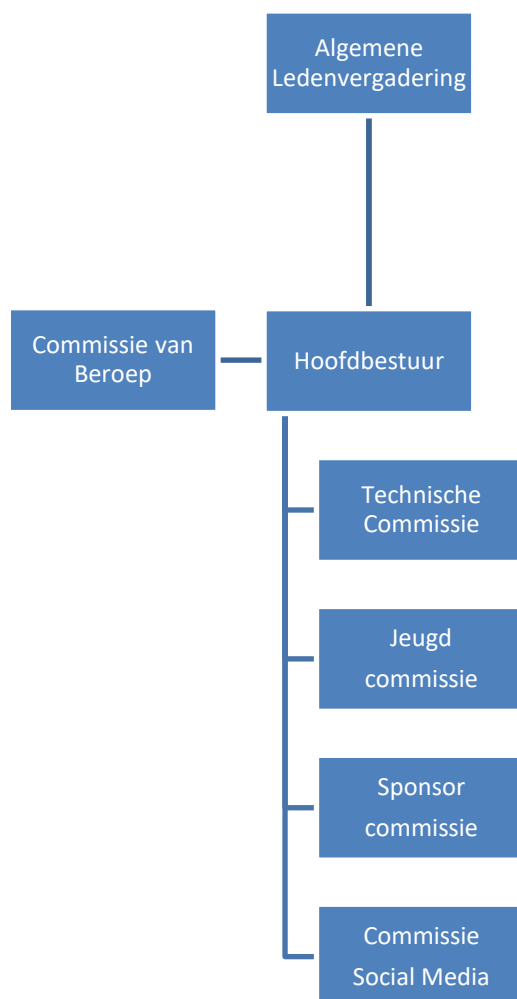 Algemene
Ledenvergadering
Commissie van
Beroep
Hoofdbestuur
Technische
Commissie
Jeugd
commissie
Sponsor
commissie
Commissie
Social Media